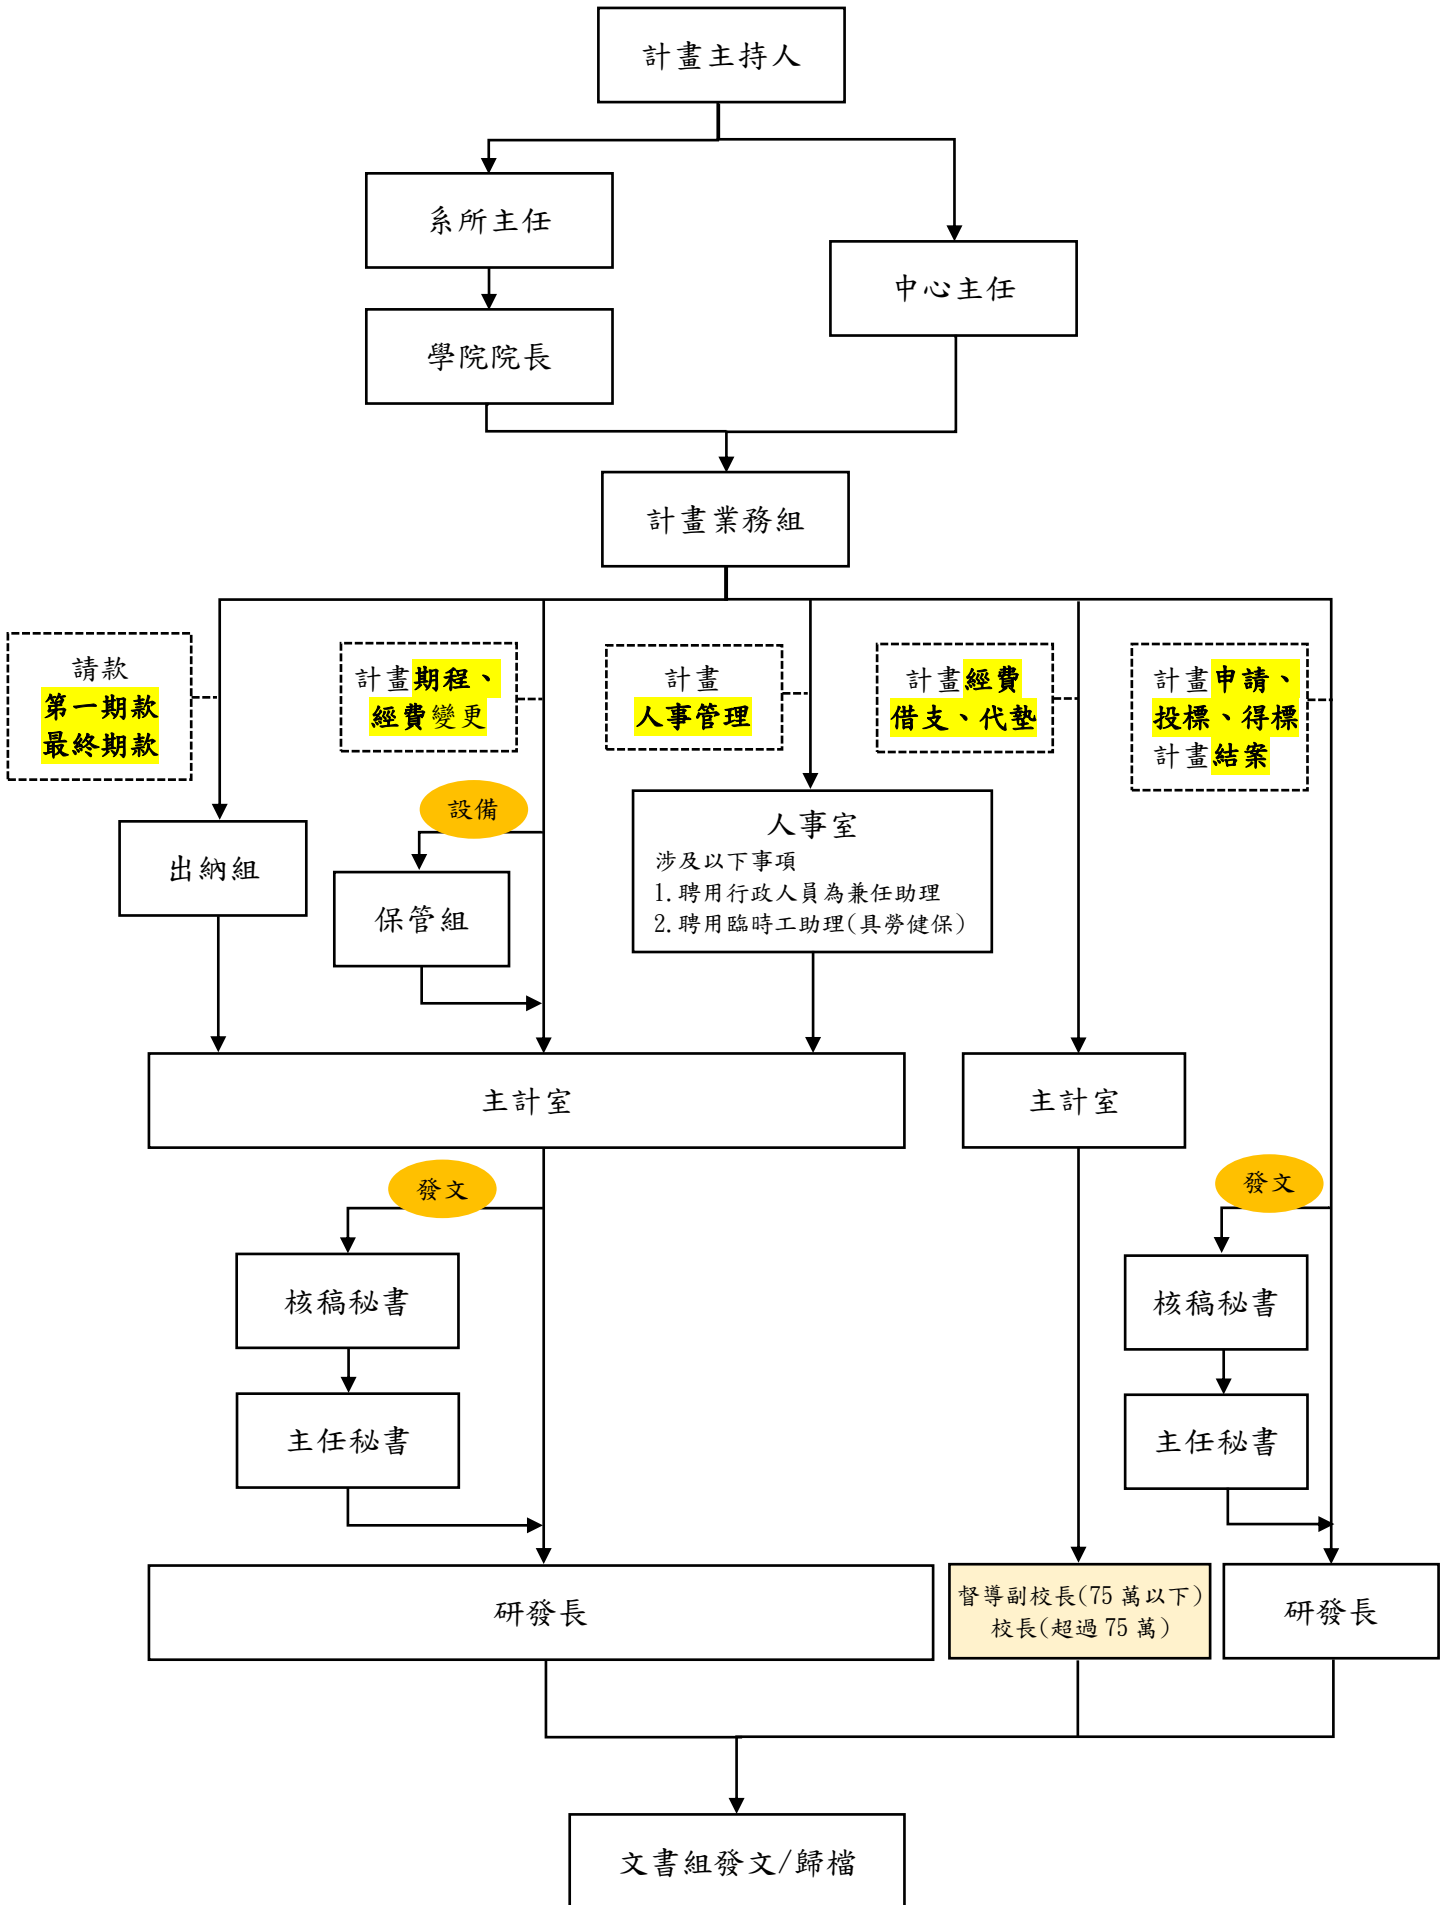 計畫主持人
系所主任
中心主任
學院院長
計畫業務組
請款
第一期款
最終期款
計畫期程、
經費變更
計畫
人事管理
計畫經費
借支、代墊
計畫申請、
投標、得標
計畫結案
設備
出納組
保管組
人事室
涉及以下事項
1.聘用行政人員為兼任助理
2.聘用臨時工助理(具勞健保)
主計室
主計室
發文
發文
核稿秘書
核稿秘書
主任秘書
主任秘書
研發長
督導副校長(75萬以下)
校長(超過75萬)
研發長
文書組發文/歸檔